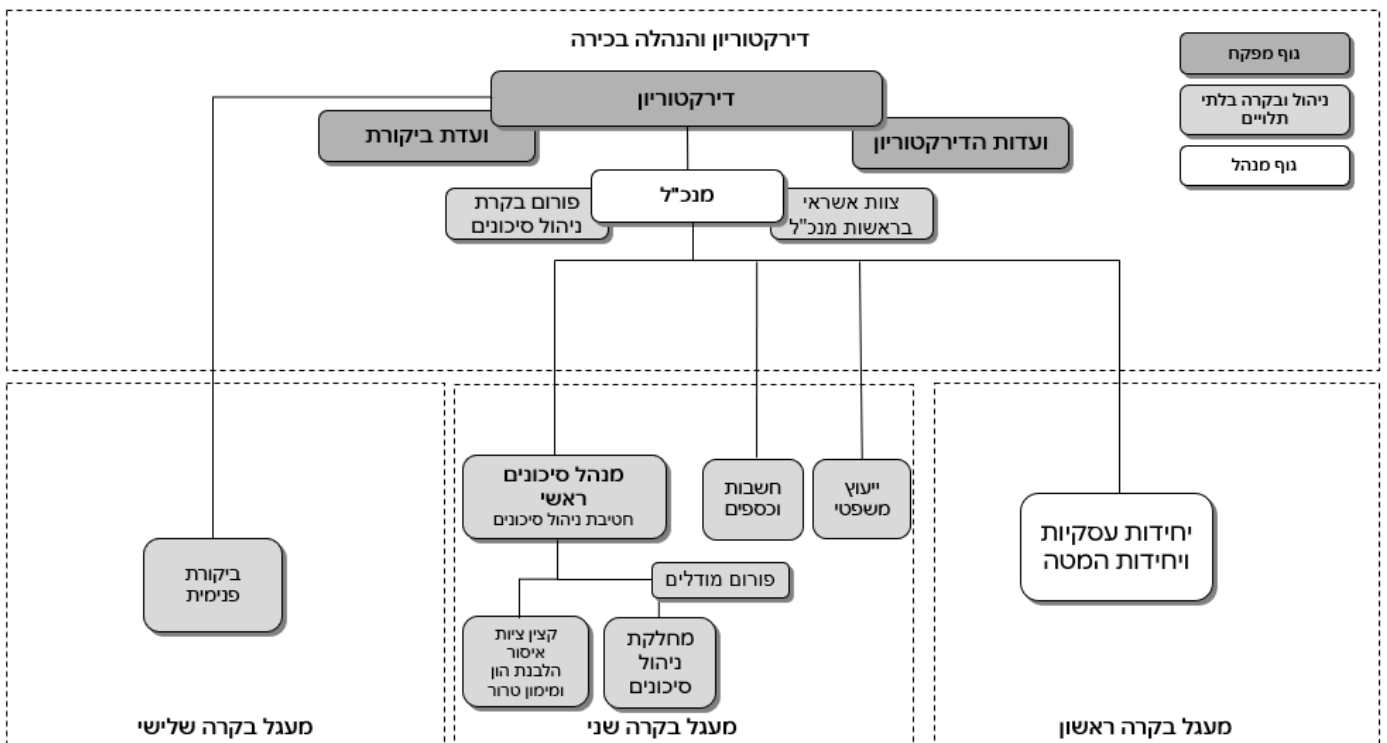 דירקטוריון והנהלה בכירה
גוף מפקח
ניהול ובקרה בלתי
תלויים
גוף מנהל
דירקטוריון
ועדות הדירקטוריון
ועדת ביקורת
מנכ"ל
צוות אשראי
בראשות מנכ"ל
פורום בקרת
ניהול סיכונים
יחידות עסקיות
ויחידות המטה
מעגל בקרה ראשון
ייעוץ
משפטי
חשבות
וכספים
מנהל סיכונים
ראשי
חטיבת ניהול סיכונים
פורום מודלים
מחלקת
ניהול
סיכונים
קצין ציות
איסור
הלבנת הון
ומימון טרור
מעגל בקרה שני
ביקורת
פנימית
מעגל בקרה שלישי